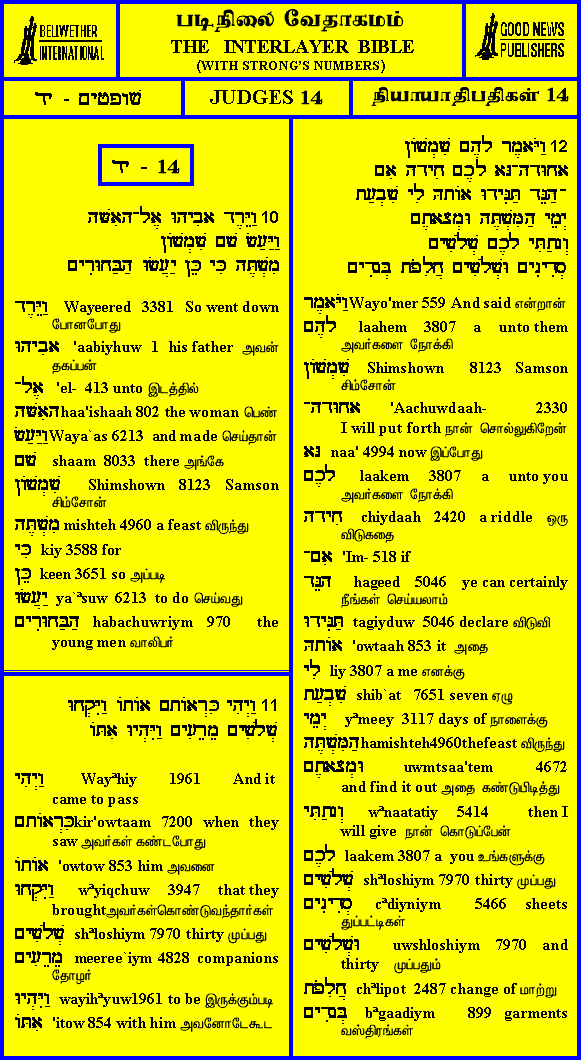 BELLWETHER
INTERNATIONAL
படிநிலை வேதாகமம்
THE INTERLAYER BIBLE
(WITH STRONG'S NUMBERS)
GOOD NEWS
PUBLISHERS
שׁוֹפטים - יד
JUDGES 14
நியாயாதிபதிகள் 14
14 - יד
10 וַיֵּרֶד אָבִיהוּ אֶל־הָאִשָּׁה
וַיַּעַשׂ שָׁם שִׁמְשׁוֹן
מִשְׁתֶּה כִּי כֵּן יַעֲשׂוּ הַבַּחוּרִים
וַיֵּרֶד Wayeered 3381 So went down
போனபோது
אָבִיהוּ 'aabiyhuw 1 his father அவன்
தகப்பன்
אֶל־ 'el- 413 unto இடத்தில்
הָאִשָּׁה haa'ishaah 802 the woman பெண்
וַיַּעַשׂ Waya`as 6213 and made செய்தான்
שָׁם shaam 8033 there அங்கே
שִׁמְשׁוֹן Shimshown 8123 Samson
சிம்சோன்
מִשְׁתֶּה mishteh 4960 a feast விருந்து
כִּי kiy 3588 for
כֵּן keen 3651 so அப்படி
יַעֲשׂוּ ya`ªsuw 6213 to do செய்வது
הַבַּחוּרִים habachuwriym 970 the
young men வாலிபர்
11 וַיְהִי כִּרְאוֹתָם אוֹתוֹ וַיִּקְחוּ
שְׁלֹשִׁים מֵרֵעִים וַיִּהְיוּ אִתּוֹ
וַיְהִי Wayªhiy 1961 And it
came to pass
כִּרְאוֹתָם kir'owtaam 7200 when they
saw அவர்கள் கண்டபோது
אוֹתוֹ 'owtow 853 him அவனை
וַיִּקְחוּ wªyiqchuw 3947 that they
brought அவர்கள்கொண்டுவந்தார்கள்
שְׁלֹשִׁים shªloshiym 7970 thirty முப்பது
מֵרֵעִים meeree`iym 4828 companions
தோழர்
וַיִּהְיוּ wayihªyuw1961 to be இருக்கும்படி
אִתּוֹ 'itow 854 with him அவனோடேகூட
12 וַיֹּאמֶר לָהֶם שִׁמְשׁוֹן
אָחוּדָה־נָּא לָכֶם חִידָה אִם
־הַגֵּד תַּגִּידוּ אוֹתָהּ לִי שִׁבְעַת
יְמֵי הַמִּשְׁתֶּה וּמְצָאתֶם
וְנָתַתִּי לָכֶם שְׁלֹשִׁים
סְדִינִים וּשְׁלֹשִׁים חֲלִפֹת בְּגָדִים
וַיֹּאמֶר Wayo'mer 559 And said என்றான்
לָהֶם laahem 3807 a unto them
அவர்களை நோக்கி
שִׁמְשׁוֹן Shimshown 8123 Samson
சிம்சோன்
אָחוּדָה־ 'Aachuwdaah- 2330
I will put forth நான் சொல்லுகிறேன்
נָּא naa' 4994 now இப்போது
לָכֶם laakem 3807 a unto you
அவர்களை நோக்கி
חִידָה chiydaah 2420 a riddle ஒரு
விடுகதை
אִם־ 'Im- 518 if
הַגֵּד hageed 5046 ye can certainly
நீங்கள் செய்யலாம்
תַּגִּידוּ tagiyduw 5046 declare விடுவி
אוֹתָהּ 'owtaah 853 it அதை
לִי liy 3807 a me எனக்கு
שִׁבְעַת shib`at 7651 seven ஏழு
יְמֵי yªmeey 3117 days of நாளைக்கு
הַמִּשְׁתֶּה hamishteh4960thefeast விருந்து
וּמְצָאתֶם uwmtsaa'tem 4672
and find it out அதை கண்டுபிடித்து
וְנָתַתִּי wªnaatatiy 5414 then I
will give நான் கொடுப்பேன்
לָכֶם laakem 3807 a you உங்களுக்கு
שְׁלֹשִׁים shªloshiym 7970 thirty முப்பது
סְדִינִים cªdiyniym 5466 sheets
துப்பட்டிகள்
וּשְׁלֹשִׁים uwshloshiym 7970 and
thirty முப்பதும்
חֲלִפֹת chªlipot 2487 change of மாற்று
בְּגָדִים bªgaadiym 899 garments
வஸ்திரங்கள்